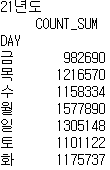 21년도
COUNT_SUM
DAY
금 982690
목 1216570
수 1158334
월 1577890
일 1305148
토 1101122
화 1175737